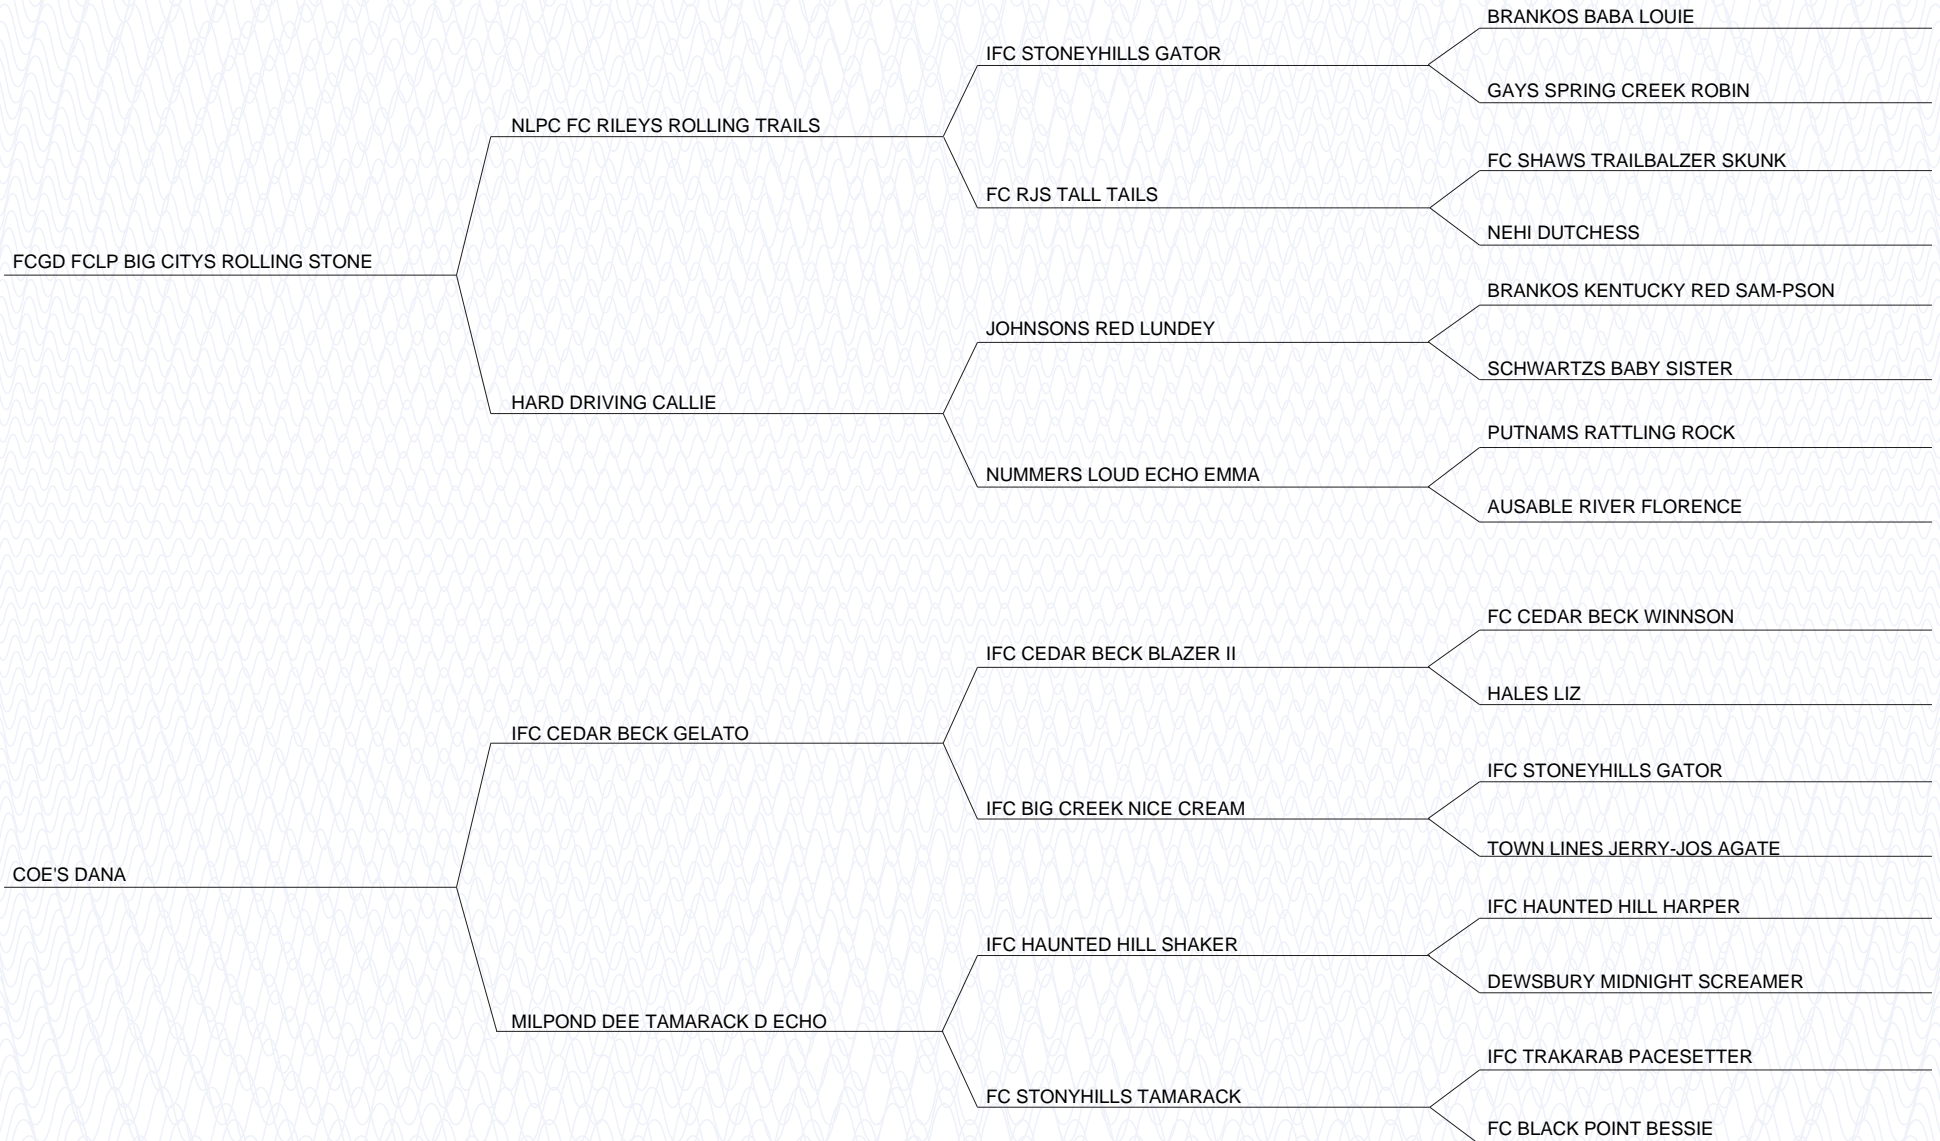 BRANKOS BABA LOUIE
IFC STONEYHILLS GATOR
GAYS SPRING CREEK ROBIN
NLPC FC RILEYS ROLLING TRAILS
FC SHAWS TRAILBALZER SKUNK
FC RJS TALL TAILS
NEHI DUTCHESS
FCGD FCLP BIG CITYS ROLLING STONE
BRANKOS KENTUCKY RED SAM-PSON
JOHNSONS RED LUNDEY
SCHWARTZS BABY SISTER
HARD DRIVING CALLIE
PUTNAMS RATTLING ROCK
NUMMERS LOUD ECHO EMMA
AUSABLE RIVER FLORENCE
FC CEDAR BECK WINNSON
IFC CEDAR BECK BLAZER II
HALES LIZ
IFC CEDAR BECK GELATO
IFC STONEYHILLS GATOR
IFC BIG CREEK NICE CREAM
TOWN LINES JERRY-JOS AGATE
COE'S DANA
IFC HAUNTED HILL HARPER
IFC HAUNTED HILL SHAKER
DEWSBURY MIDNIGHT SCREAMER
MILPOND DEE TAMARACK D ECHO
IFC TRAKARAB PACESETTER
FC STONYHILLS TAMARACK
FC BLACK POINT BESSIE